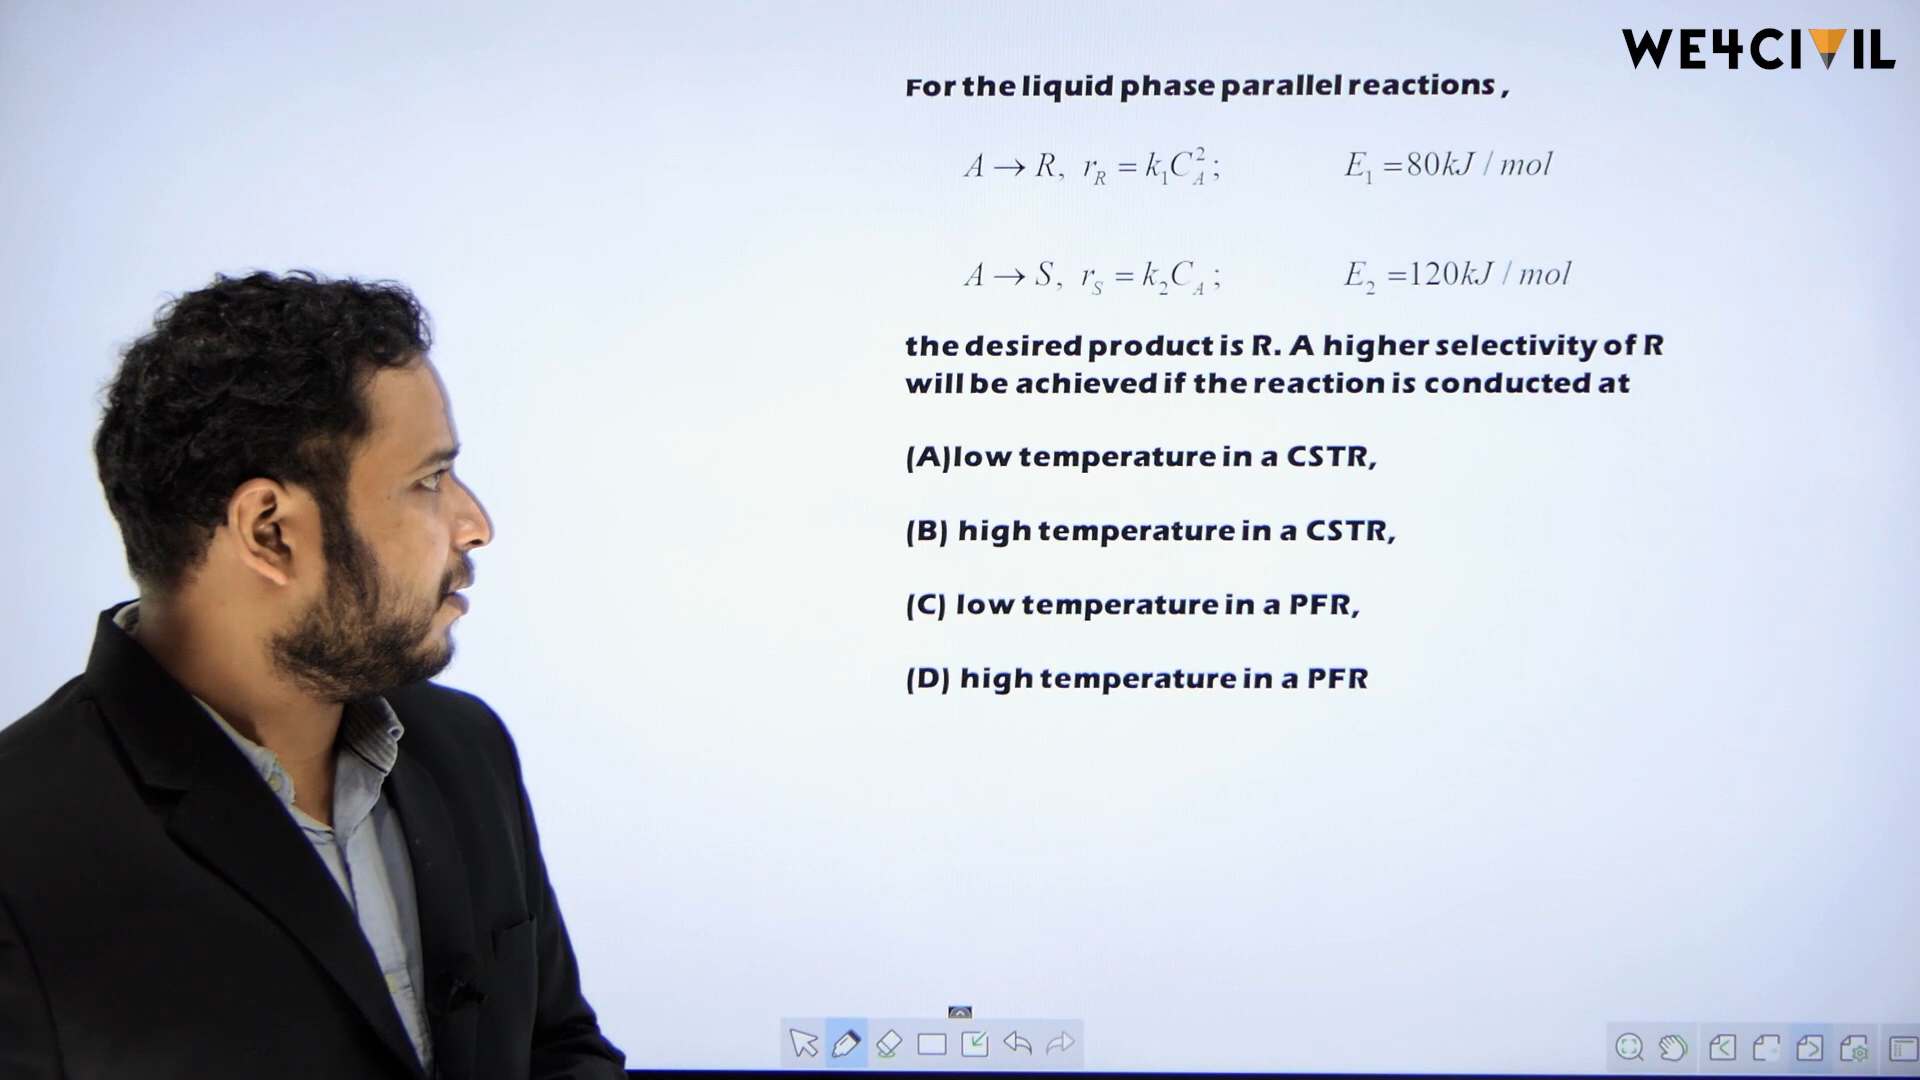 WE4CIVIL
For the liquid phase parallel reactions ,
A → R, r_R = k_1C_A^2; E_1 =80kJ / mol
A → S, r_S = k_2C_A; E_2 =120kJ / mol
the desired product is R. A higher selectivity of R
will be achieved if the reaction is conducted at
(A)low temperature in a CSTR,
(B) high temperature in a CSTR,
(C) low temperature in a PFR,
(D) high temperature in a PFR